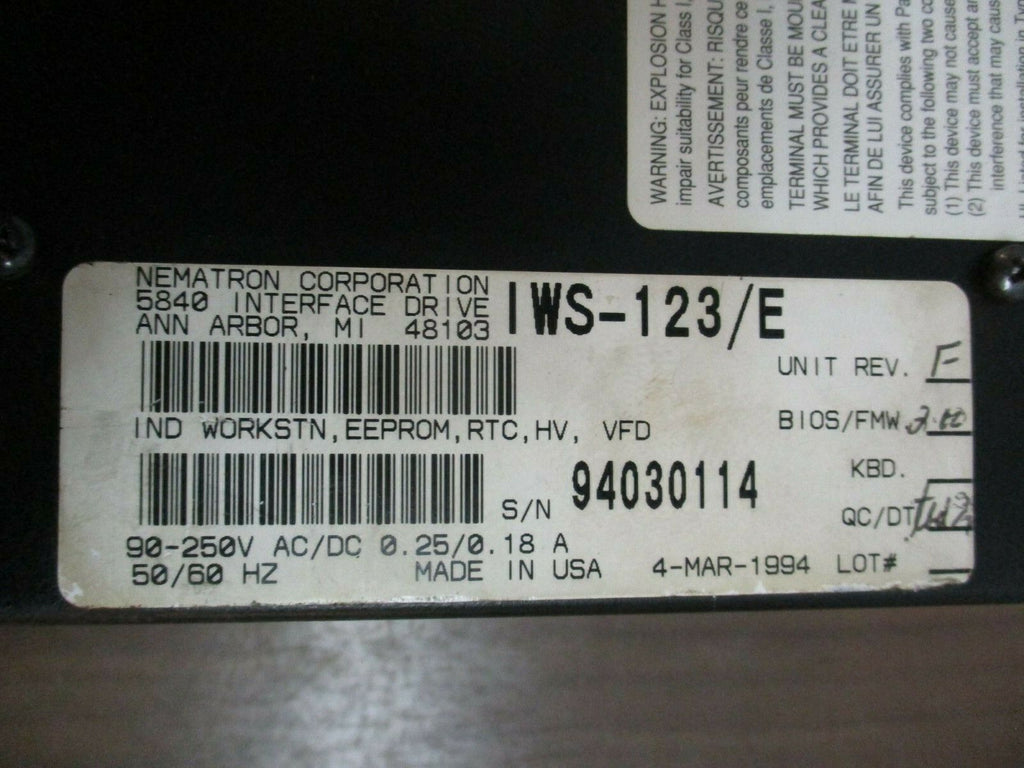 NEMATRON CORPORATION
5840 INTERFACE DRIVE
ANN ARBOR, MI 48103
IWS-123/E
UNIT REV. F
IND WORKSTN,EEPROM,RTC,HV, VFD
BIOS/FMW
KBD.
S/N 94030114
QC/DT
90-250V AC/DC 0.25/0.18 A
50/60 HZ MADE IN USA 4-MAR-1994 LOT#
WARNING: EXPLOSION
impair suitability for Class I,
AVERTISSEMENT: RISQU
composants peur rendre ce
emplacements de Classe I,
TERMINAL MUST BE MOU
WHICH PROVIDES A CLEA
LE TERMINAL DOIT ETRE
AFIN DE LUI ASSURER UN
This device complies with Pa
subject to the following two co
(1) This device may not cause
(2) This device must accept an
interference that may caus